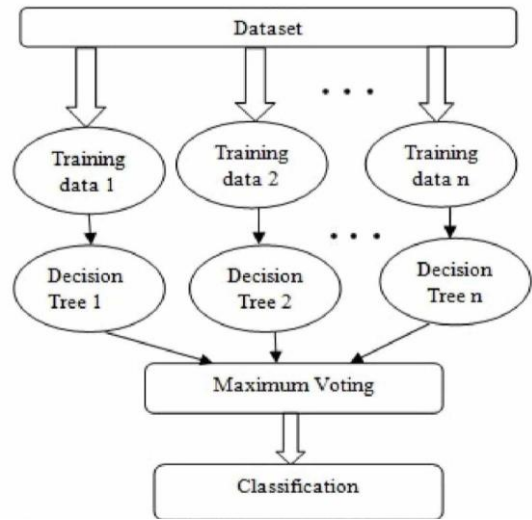 Dataset
Training
data 1
Training
data 2
Training
data n
Decision
Tree 1
Decision
Tree 2
Decision
Tree n
Maximum Voting
Classification